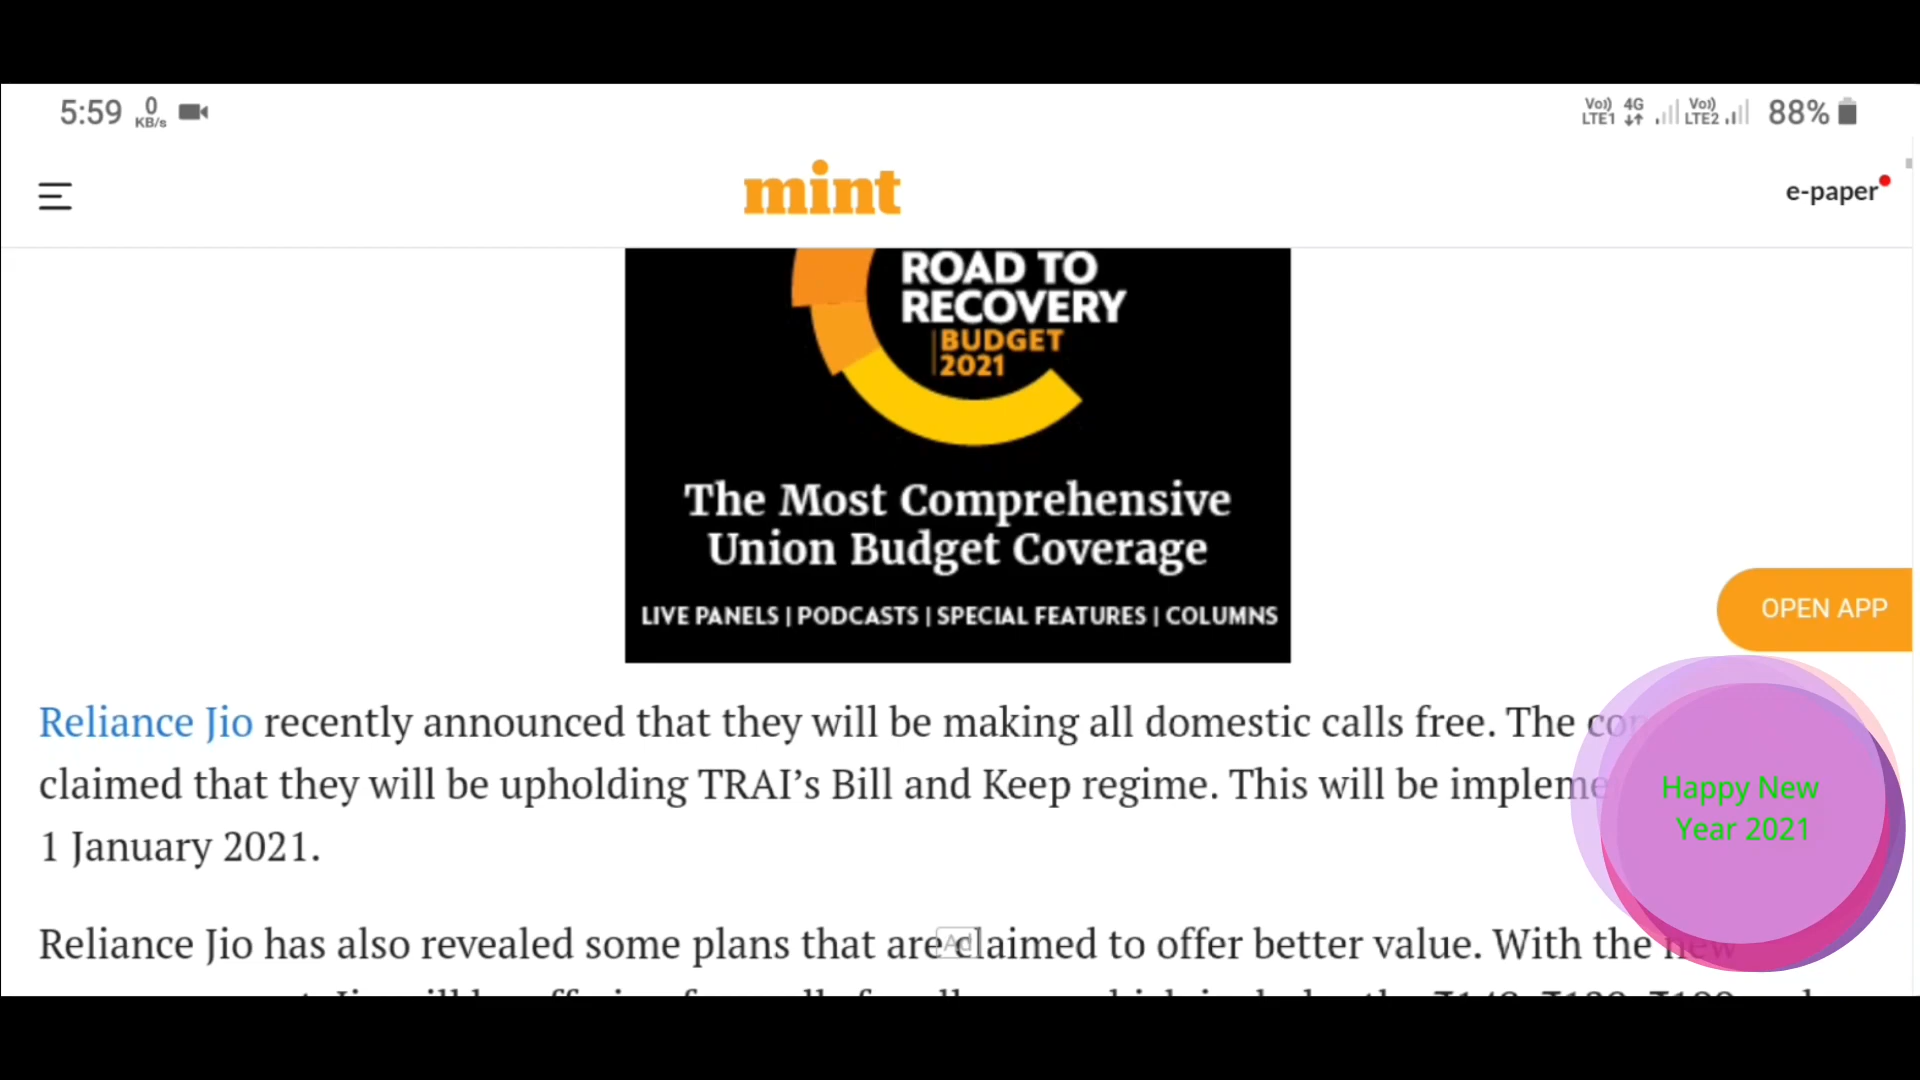 5:59 0 KB/s Vo)) LTE1 4G Vo)) LTE2 88%
mint
e-paper
ROAD TO
RECOVERY
BUDGET
2021
The Most Comprehensive
Union Budget Coverage
LIVE PANELS | PODCASTS | SPECIAL FEATURES | COLUMNS
OPEN APP
Reliance Jio recently announced that they will be making all domestic calls free. The
claimed that they will be upholding TRAI’s Bill and Keep regime. This will be
1 January 2021.
Happy New
Year 2021
Reliance Jio has also revealed some plans that are claimed to offer better value. With the new
Ad